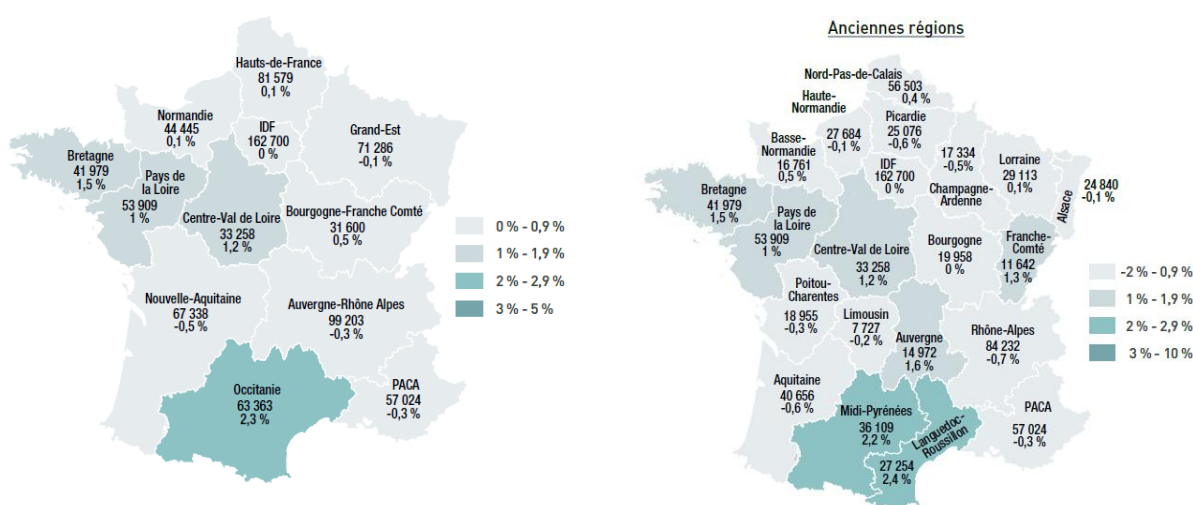 Hauts-de-France
81 579
0,1 %
Normandie
44 445
0,1 %
IDF
162 700
0 %
Grand-Est
71 286
-0,1 %
Bretagne
41 979
1,5 %
Pays de
la Loire
53 909
1 %
Centre-Val de Loire
33 258
1,2 %
Bourgogne-Franche Comté
31 600
0,5 %
Nouvelle-Aquitaine
67 338
-0,5 %
Auvergne-Rhône Alpes
99 203
-0,3 %
Occitanie
63 363
2,3 %
PACA
57 024
-0,3 %
0 % - 0,9 %
1 % - 1,9 %
2 % - 2,9 %
3 % - 5 %
Anciennes régions
Nord-Pas-de-Calais
56 503
0,4 %
Haute-
Normandie
27 684
-0,1 %
Picardie
25 076
-0,6 %
Basse-
Normandie
16 761
0,5 %
IDF
162 700
0 %
17 334
-0,5%
Champagne-
Ardenne
Lorraine
29 113
0,1%
Alsace
24 840
-0,1 %
Bretagne
41 979
1,5 %
Pays de
la Loire
53 909
1 %
Centre-Val de Loire
33 258
1,2 %
Bourgogne
19 958
0 %
Franche-
Comté
11 642
1,3 %
Poitou-
Charentes
18 955
-0,3 %
Limousin
7 727
-0,2 %
Auvergne
14 972
1,6 %
Rhône-Alpes
84 232
-0,7 %
Aquitaine
40 656
-0,6 %
Midi-Pyrénées
36 109
2,2 %
Languedoc-
Roussillon
27 254
2,4 %
PACA
57 024
-0,3 %
-2 % - 0,9 %
1 % - 1,9 %
2 % - 2,9 %
3 % - 10 %